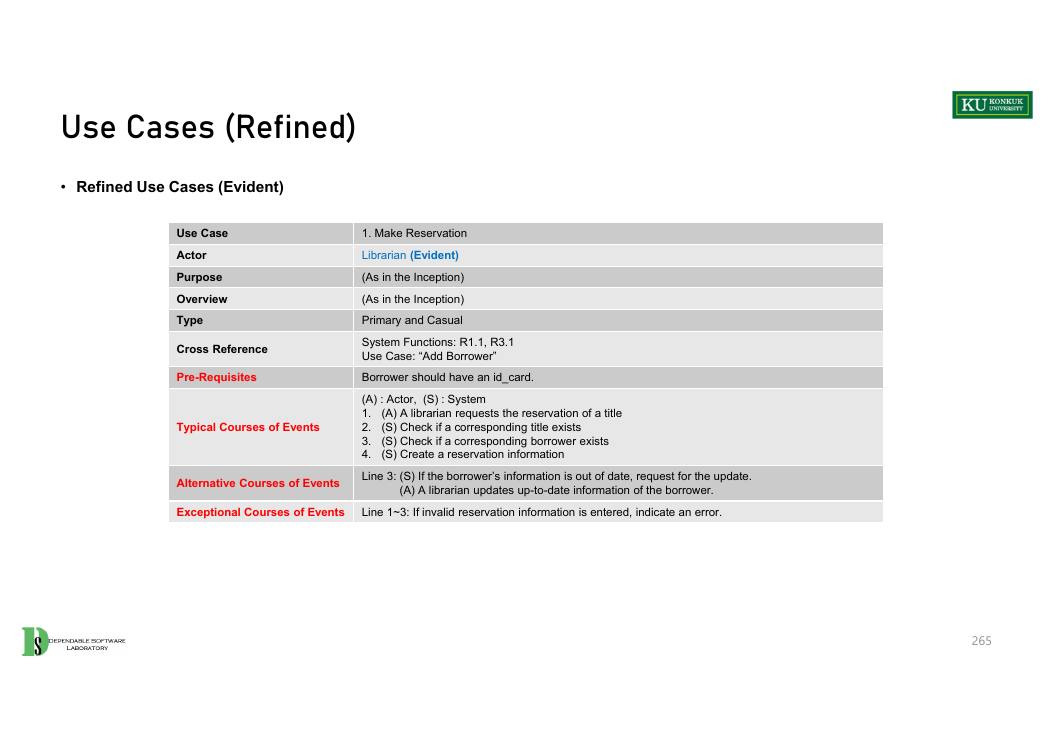 KU KONKUK
UNIVERSITY
Use Cases (Refined)
• Refined Use Cases (Evident)
Use Case 1. Make Reservation
Actor Librarian (Evident)
Purpose (As in the Inception)
Overview (As in the Inception)
Type Primary and Casual
Cross Reference System Functions: R1.1, R3.1
Use Case: “Add Borrower”
Pre-Requisites Borrower should have an id_card.
Typical Courses of Events (A) : Actor, (S) : System
1. (A) A librarian requests the reservation of a title
2. (S) Check if a corresponding title exists
3. (S) Check if a corresponding borrower exists
4. (S) Create a reservation information
Alternative Courses of Events Line 3: (S) If the borrower’s information is out of date, request for the update.
(A) A librarian updates up-to-date information of the borrower.
Exceptional Courses of Events Line 1~3: If invalid reservation information is entered, indicate an error.
DS DEPENDABLE SOFTWARE
LABORATORY
265